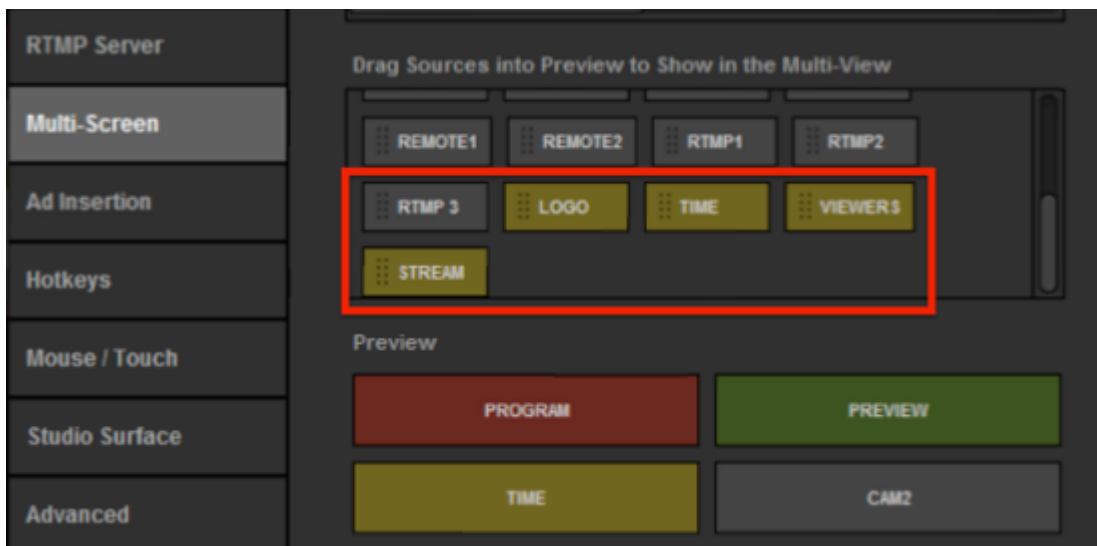 RTMP Server
Multi-Screen
Ad Insertion
Hotkeys
Mouse / Touch
Studio Surface
Advanced
Drag Sources into Preview to Show in the Multi-View
REMOTE1 REMOTE2 RTMP1 RTMP2
RTMP 3 LOGO TIME VIEWERS
STREAM
Preview
PROGRAM PREVIEW
TIME CAM2